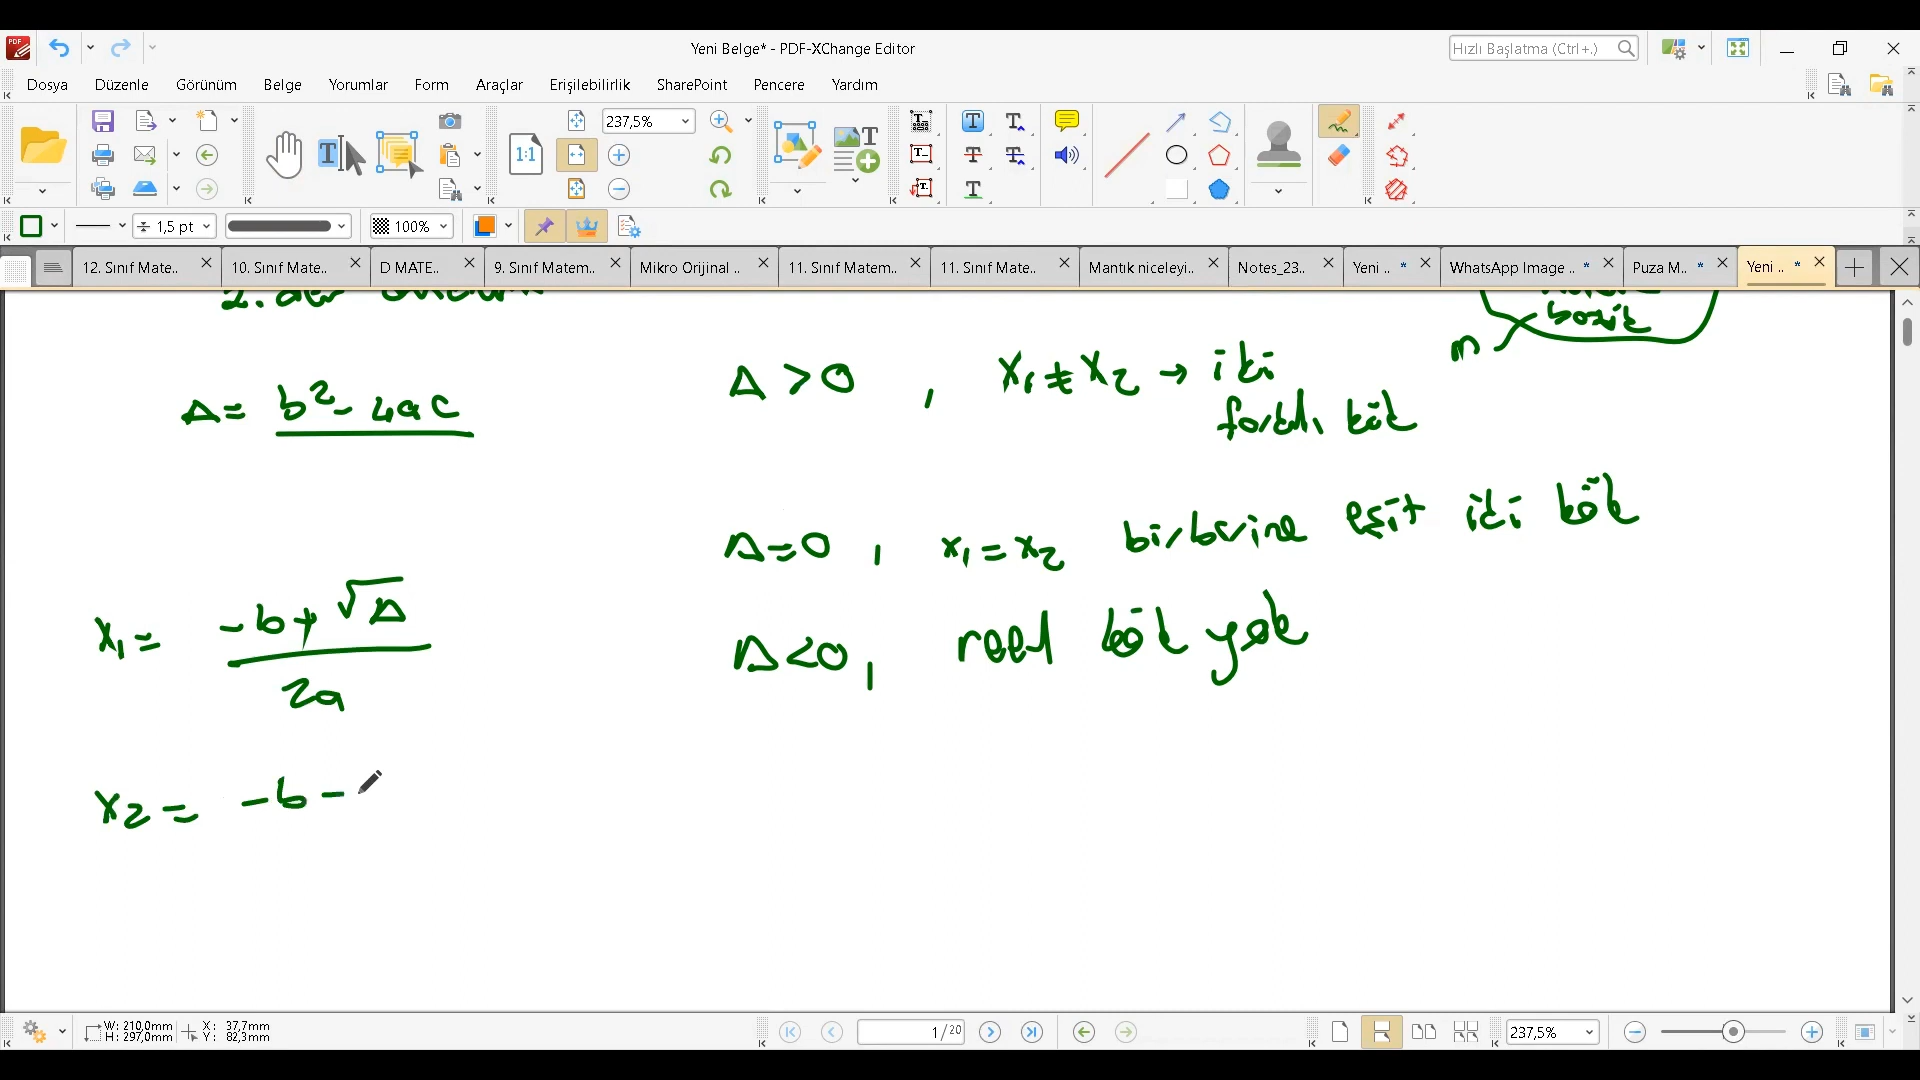 Yeni Belge* - PDF-XChange Editor
Hızlı Başlatma (Ctrl+.)
Dosya Düzenle Görünüm Belge Yorumlar Form Araçlar Erişilebilirlik SharePoint Pencere Yardım
237,5%
1:1
1,5 pt 100%
12. Sınıf Mate.. 10. Sınıf Mate.. D MATE.. 9. Sınıf Matem.. Mikro Orijinal .. 11. Sınıf Matem.. 11. Sınıf Mate.. Mantık niceleyi.. Notes_23.. Yeni .. * WhatsApp Image .. * Puza M.. * Yeni .. *
n
Δ > 0 , x₁ ≠ x₂ → iki
farklı kök
Δ = b² - 4ac
Δ = 0 , x₁ = x₂ birbirine eşit iki kök
x₁ = -b + √Δ / 2a
Δ < 0 , reel kök yok
x₂ = -b -
W: 210,0mm
H: 297,0mm
X: 37,7mm
Y: 82,3mm
1 / 20
237,5%